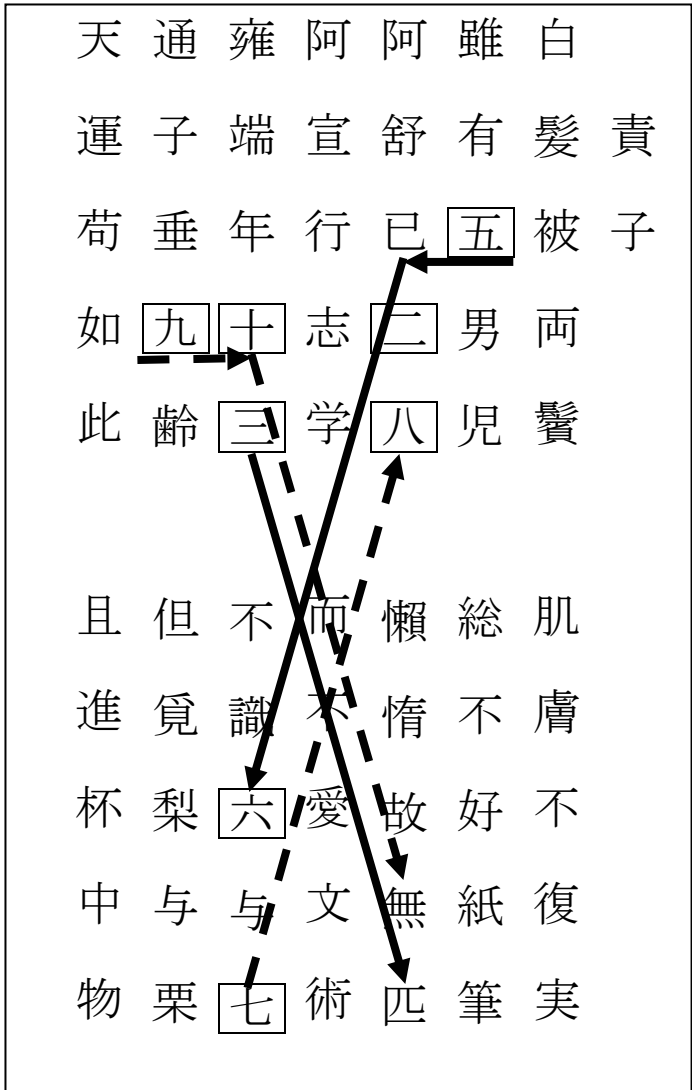 責子
白髪被両鬢 肌膚不復実
雖有五男児 総不好紙筆
阿舒已二八 懶惰故無匹
阿宣行志学 而不愛文術
雍端年十三 不識六与七
通子垂九齢 但覓梨与栗
天運苟如此 且進杯中物